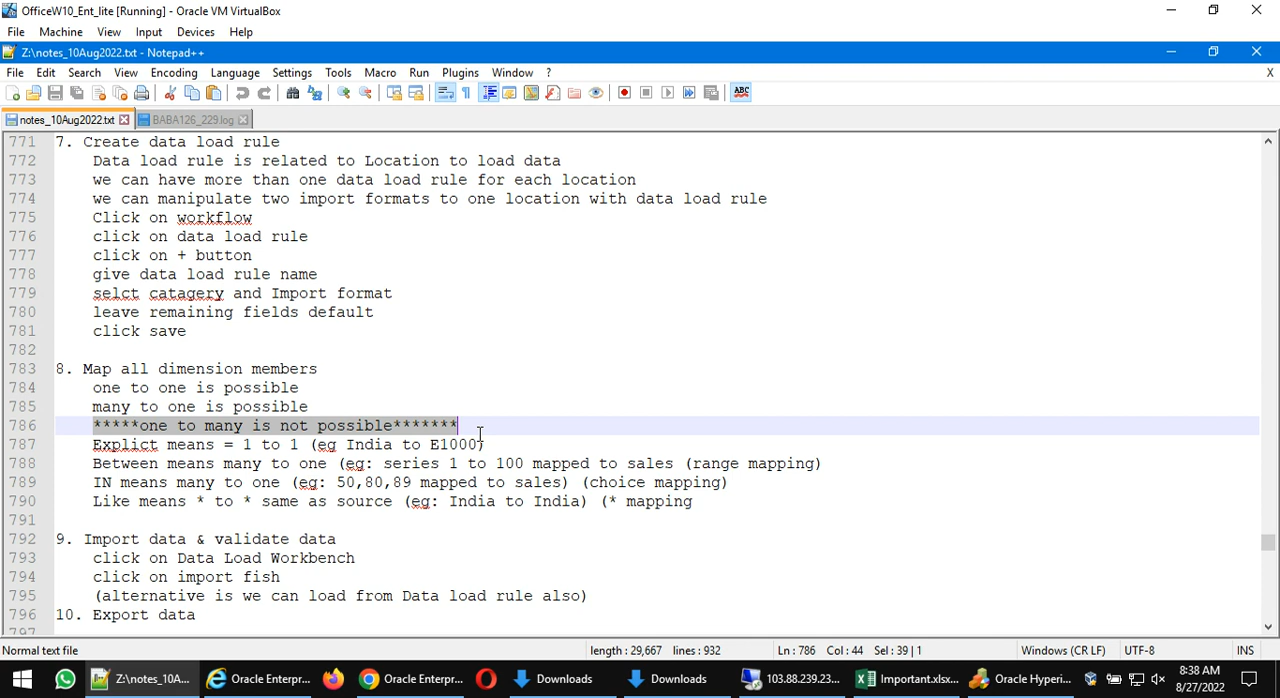 OfficeW10_Ent_lite [Running] - Oracle VM VirtualBox
File Machine View Input Devices Help
Z:\notes_10Aug2022.txt - Notepad++
File Edit Search View Encoding Language Settings Tools Macro Run Plugins Window ? X
ABC
notes_10Aug2022.txt BABA126_229.log
771 7. Create data load rule
772 Data load rule is related to Location to load data
773 we can have more than one data load rule for each location
774 we can manipulate two import formats to one location with data load rule
775 Click on workflow
776 click on data load rule
777 click on + button
778 give data load rule name
779 selct catagery and Import format
780 leave remaining fields default
781 click save
782
783 8. Map all dimension members
784 one to one is possible
785 many to one is possible
786 *****one to many is not possible*******
787 Explict means = 1 to 1 (eg India to E1000)
788 Between means many to one (eg: series 1 to 100 mapped to sales (range mapping)
789 IN means many to one (eg: 50,80,89 mapped to sales) (choice mapping)
790 Like means * to * same as source (eg: India to India) (* mapping
791
792 9. Import data & validate data
793 click on Data Load Workbench
794 click on import fish
795 (alternative is we can load from Data load rule also)
796 10. Export data
797
Normal text file length : 29,667 lines : 932 Ln : 786 Col : 44 Sel : 39 | 1 Windows (CR LF) UTF-8 INS
Z:\notes_10A... Oracle Enterpr... Oracle Enterpr... Downloads Downloads 103.88.239.23... Important.xlsx... Oracle Hyperi... 8:38 AM
8/27/2022